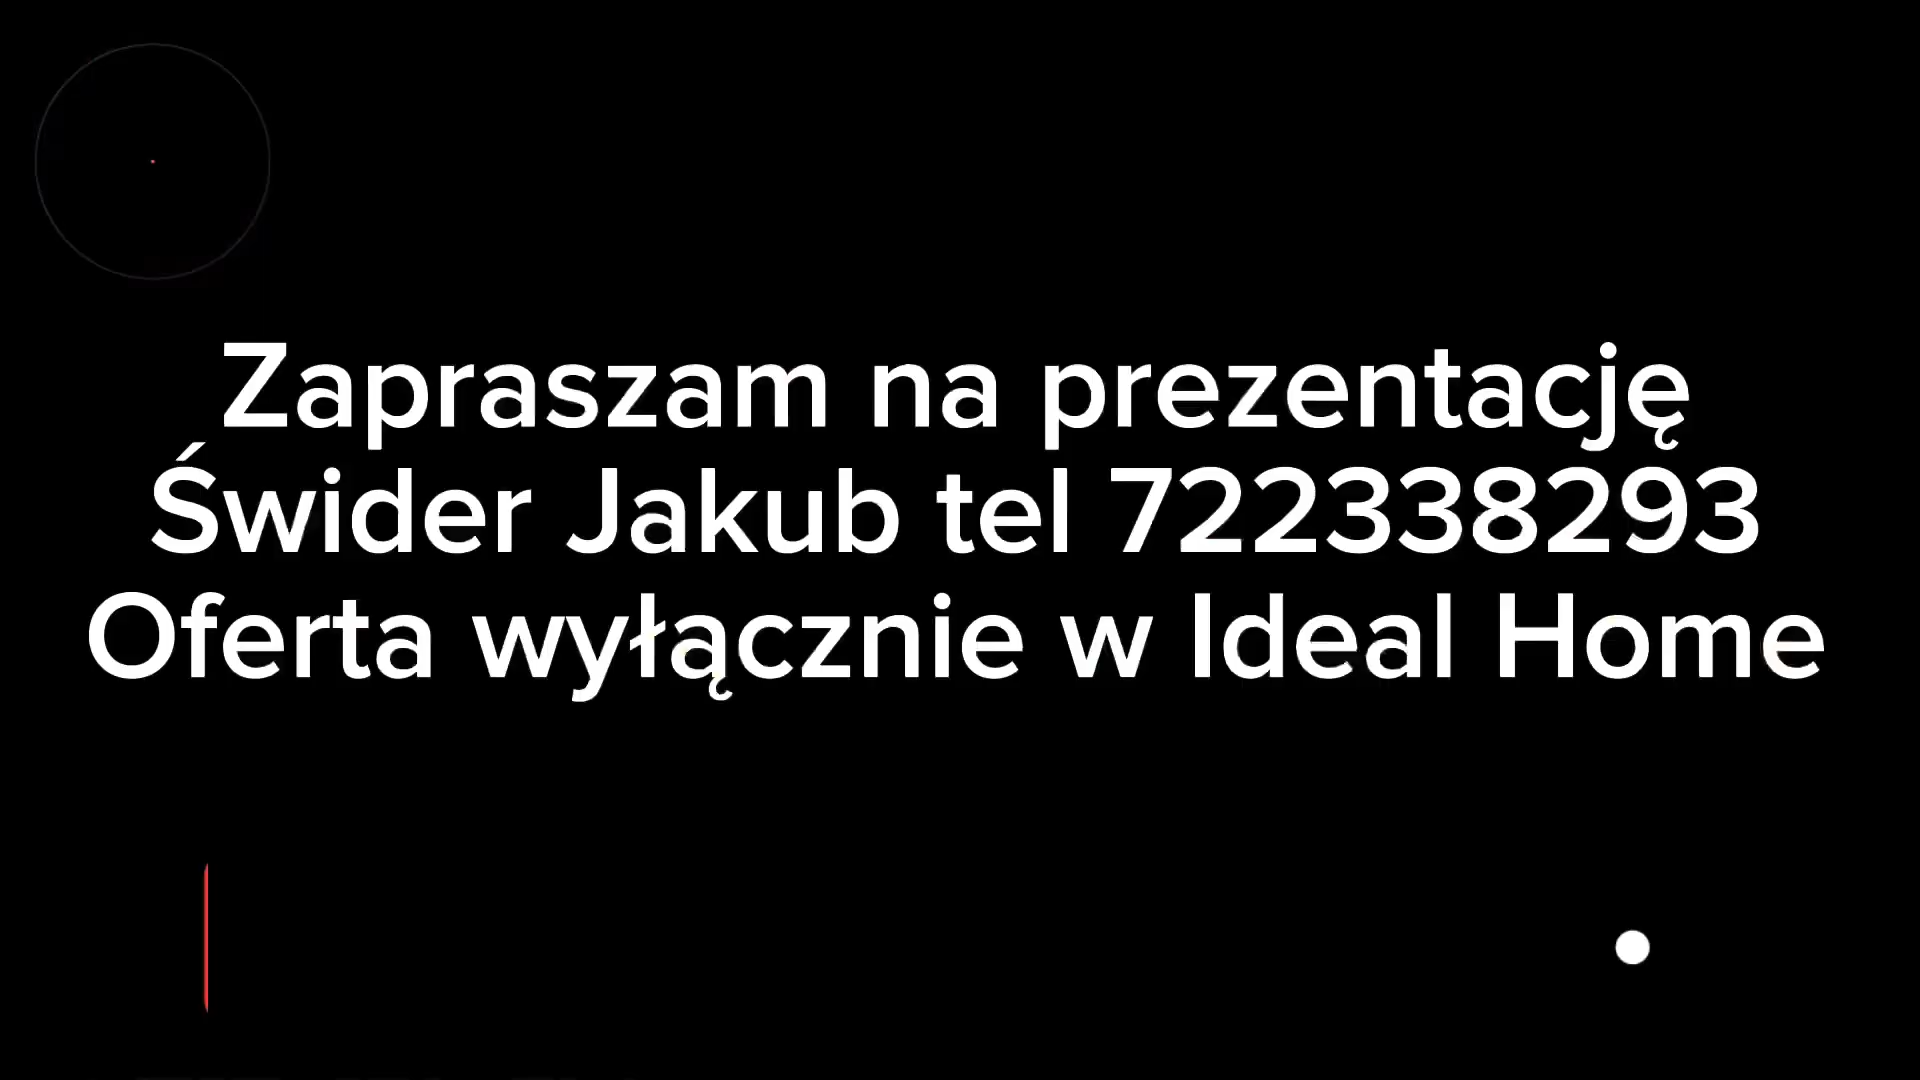 Zapraszam na prezentację
Świder Jakub tel 722338293
Oferta wyłącznie w Ideal Home